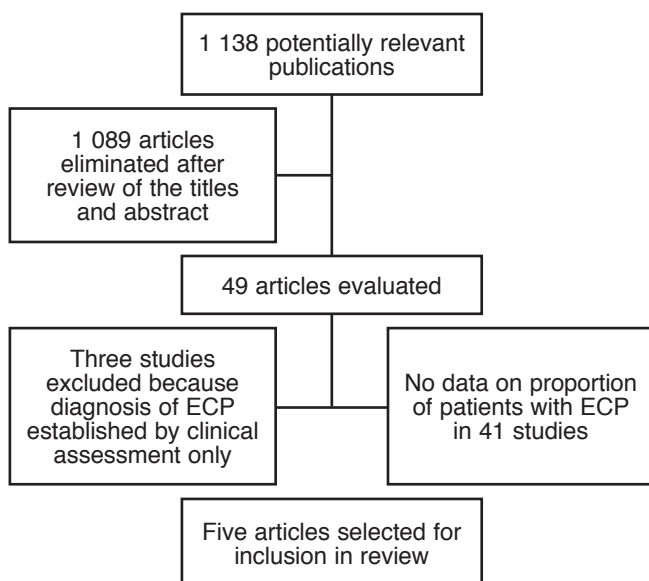 1 138 potentially relevant
publications
1 089 articles
eliminated after
review of the titles
and abstract
49 articles evaluated
Three studies
excluded because
diagnosis of ECP
established by clinical
assessment only
No data on proportion
of patients with ECP
in 41 studies
Five articles selected for
inclusion in review